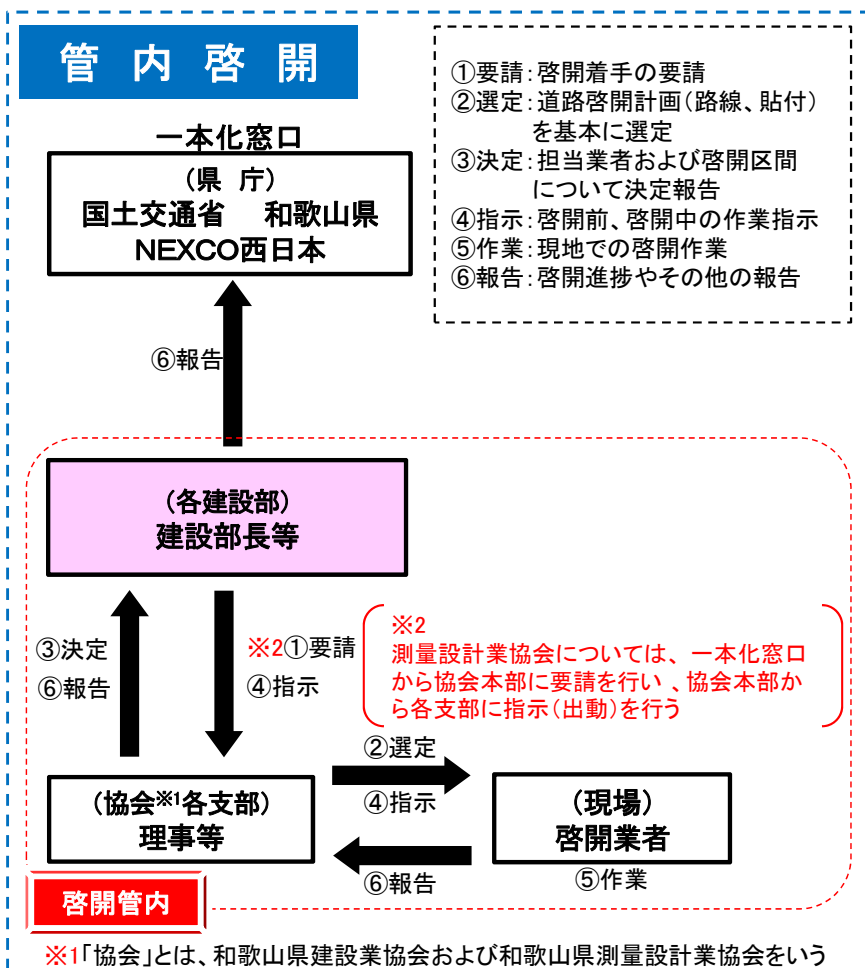 管内啓開
①要請：啓開着手の要請
②選定：道路啓開計画（路線、貼付）
を基本に選定
③決定：担当業者および啓開区間
について決定報告
④指示：啓開前、啓開中の作業指示
⑤作業：現地での啓開作業
⑥報告：啓開進捗やその他の報告
一本化窓口
（県 庁）
国土交通省 和歌山県
NEXCO西日本
⑥報告
（各建設部）
建設部長等
③決定
⑥報告
※2①要請
④指示
※2
測量設計業協会については、一本化窓口
から協会本部に要請を行い 、協会本部か
ら各支部に指示（出動）を行う
②選定
④指示
（協会※1各支部）
理事等
（現場）
啓開業者
⑥報告
⑤作業
啓開管内
※1「協会」とは、和歌山県建設業協会および和歌山県測量設計業協会をいう